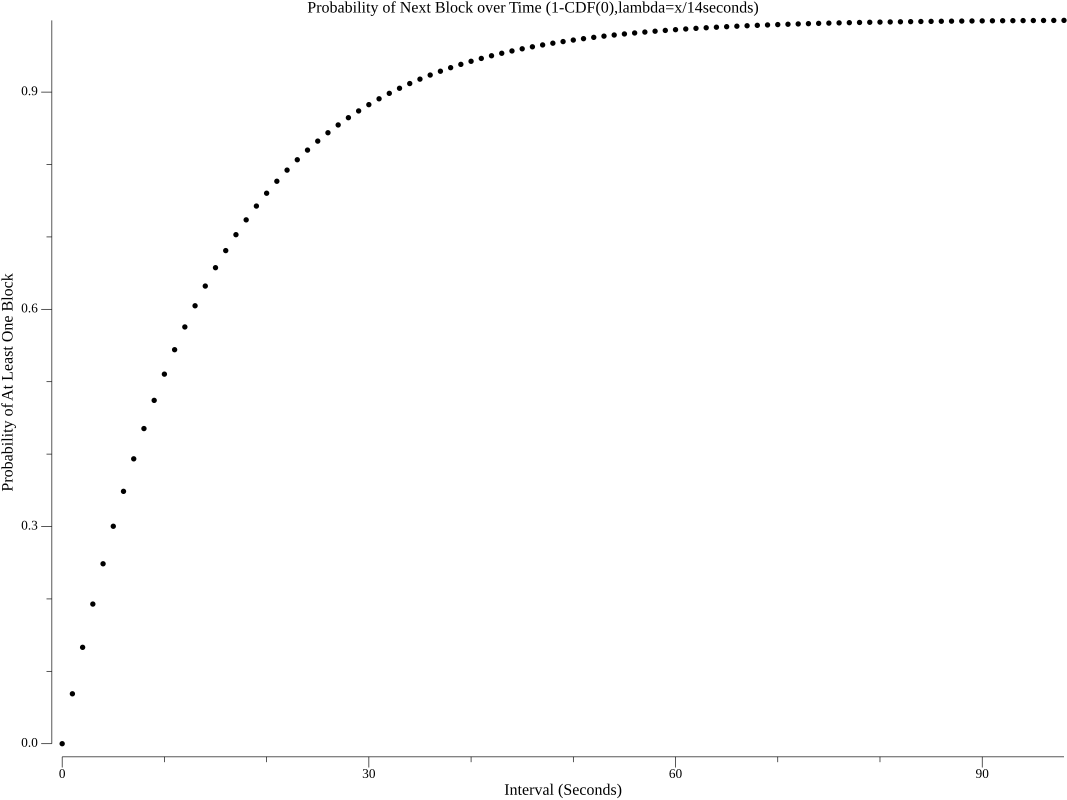 Probability of Next Block over Time (1-CDF(0),lambda=x/14seconds)
Probability of At Least One Block
0.9
0.6
0.3
0.0
0 30 60 90
Interval (Seconds)